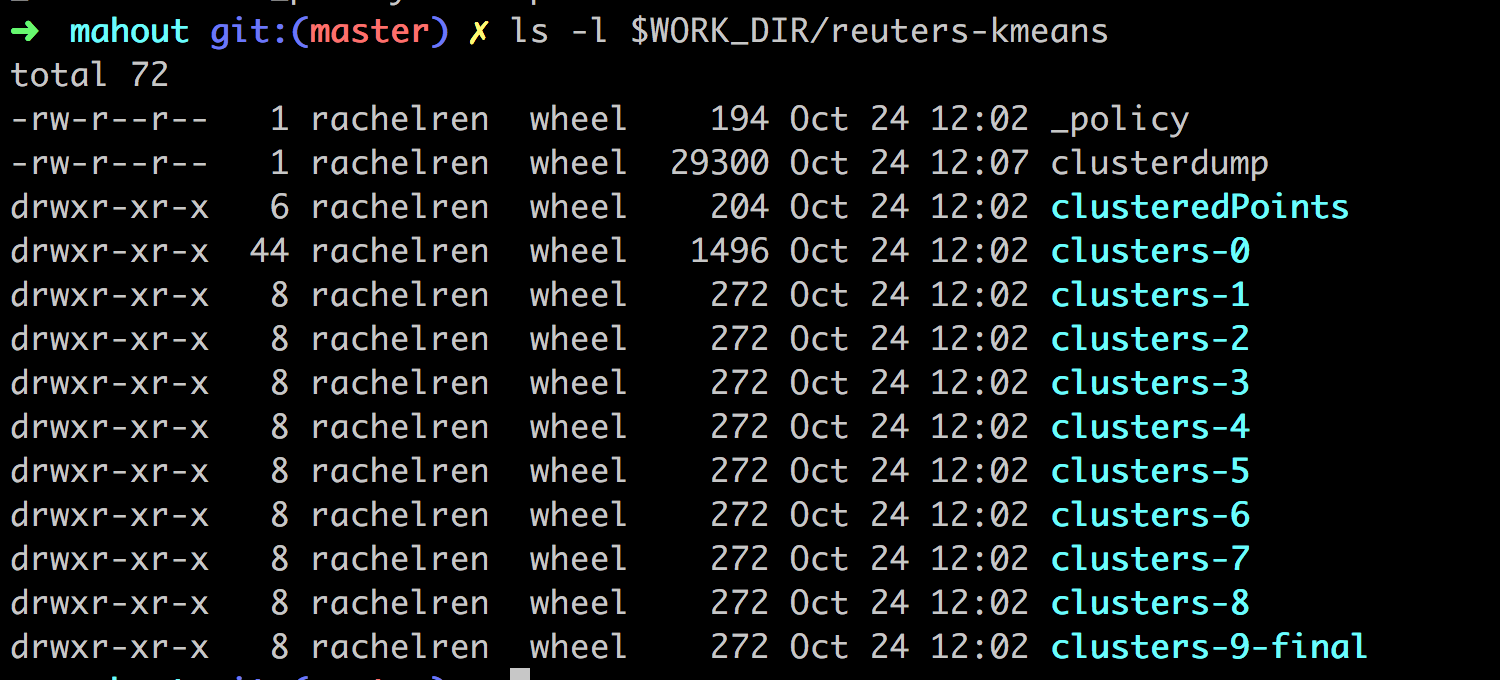 ➜  mahout git:(master) ✗ ls -l $WORK_DIR/reuters-kmeans
total 72
-rw-r--r--   1 rachelren  wheel    194 Oct 24 12:02 _policy
-rw-r--r--   1 rachelren  wheel  29300 Oct 24 12:07 clusterdump
drwxr-xr-x   6 rachelren  wheel    204 Oct 24 12:02 clusteredPoints
drwxr-xr-x  44 rachelren  wheel   1496 Oct 24 12:02 clusters-0
drwxr-xr-x   8 rachelren  wheel    272 Oct 24 12:02 clusters-1
drwxr-xr-x   8 rachelren  wheel    272 Oct 24 12:02 clusters-2
drwxr-xr-x   8 rachelren  wheel    272 Oct 24 12:02 clusters-3
drwxr-xr-x   8 rachelren  wheel    272 Oct 24 12:02 clusters-4
drwxr-xr-x   8 rachelren  wheel    272 Oct 24 12:02 clusters-5
drwxr-xr-x   8 rachelren  wheel    272 Oct 24 12:02 clusters-6
drwxr-xr-x   8 rachelren  wheel    272 Oct 24 12:02 clusters-7
drwxr-xr-x   8 rachelren  wheel    272 Oct 24 12:02 clusters-8
drwxr-xr-x   8 rachelren  wheel    272 Oct 24 12:02 clusters-9-final